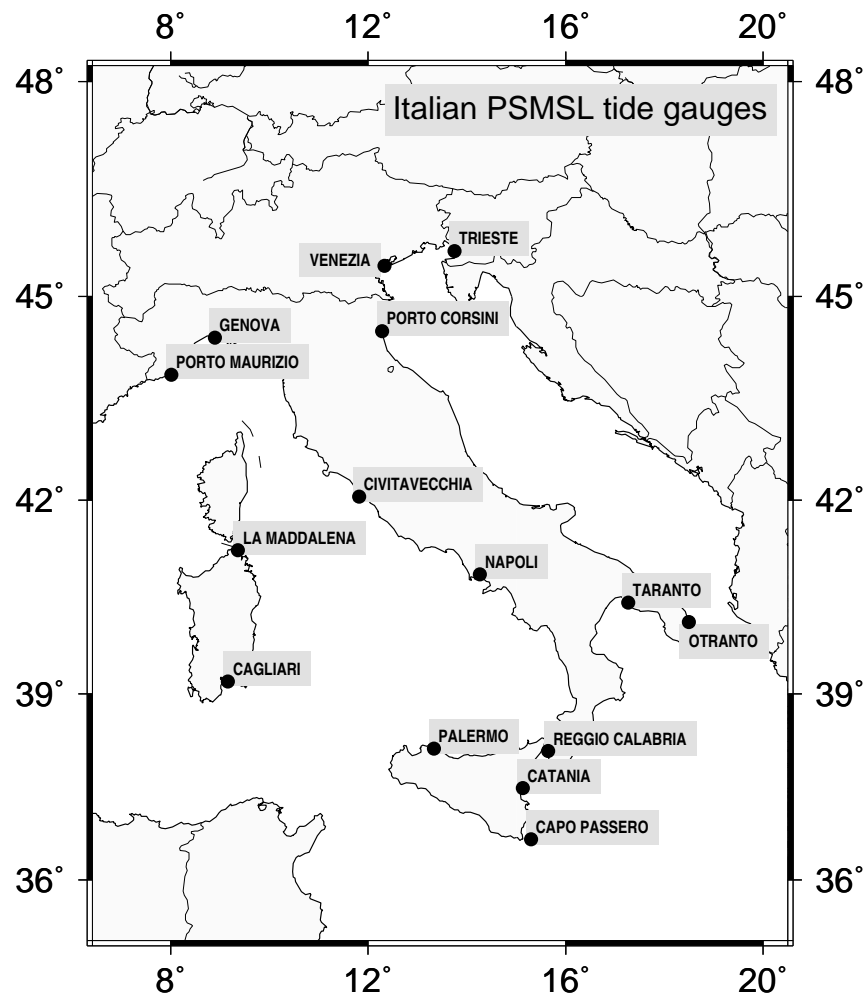 8° 12° 16° 20°
48° 48°
Italian PSMSL tide gauges
TRIESTE
VENEZIA
45° 45°
PORTO CORSINI
GENOVA
PORTO MAURIZIO
CIVITAVECCHIA
42° 42°
LA MADDALENA
NAPOLI
TARANTO
OTRANTO
CAGLIARI
39° 39°
PALERMO
REGGIO CALABRIA
CATANIA
CAPO PASSERO
36° 36°
8° 12° 16° 20°